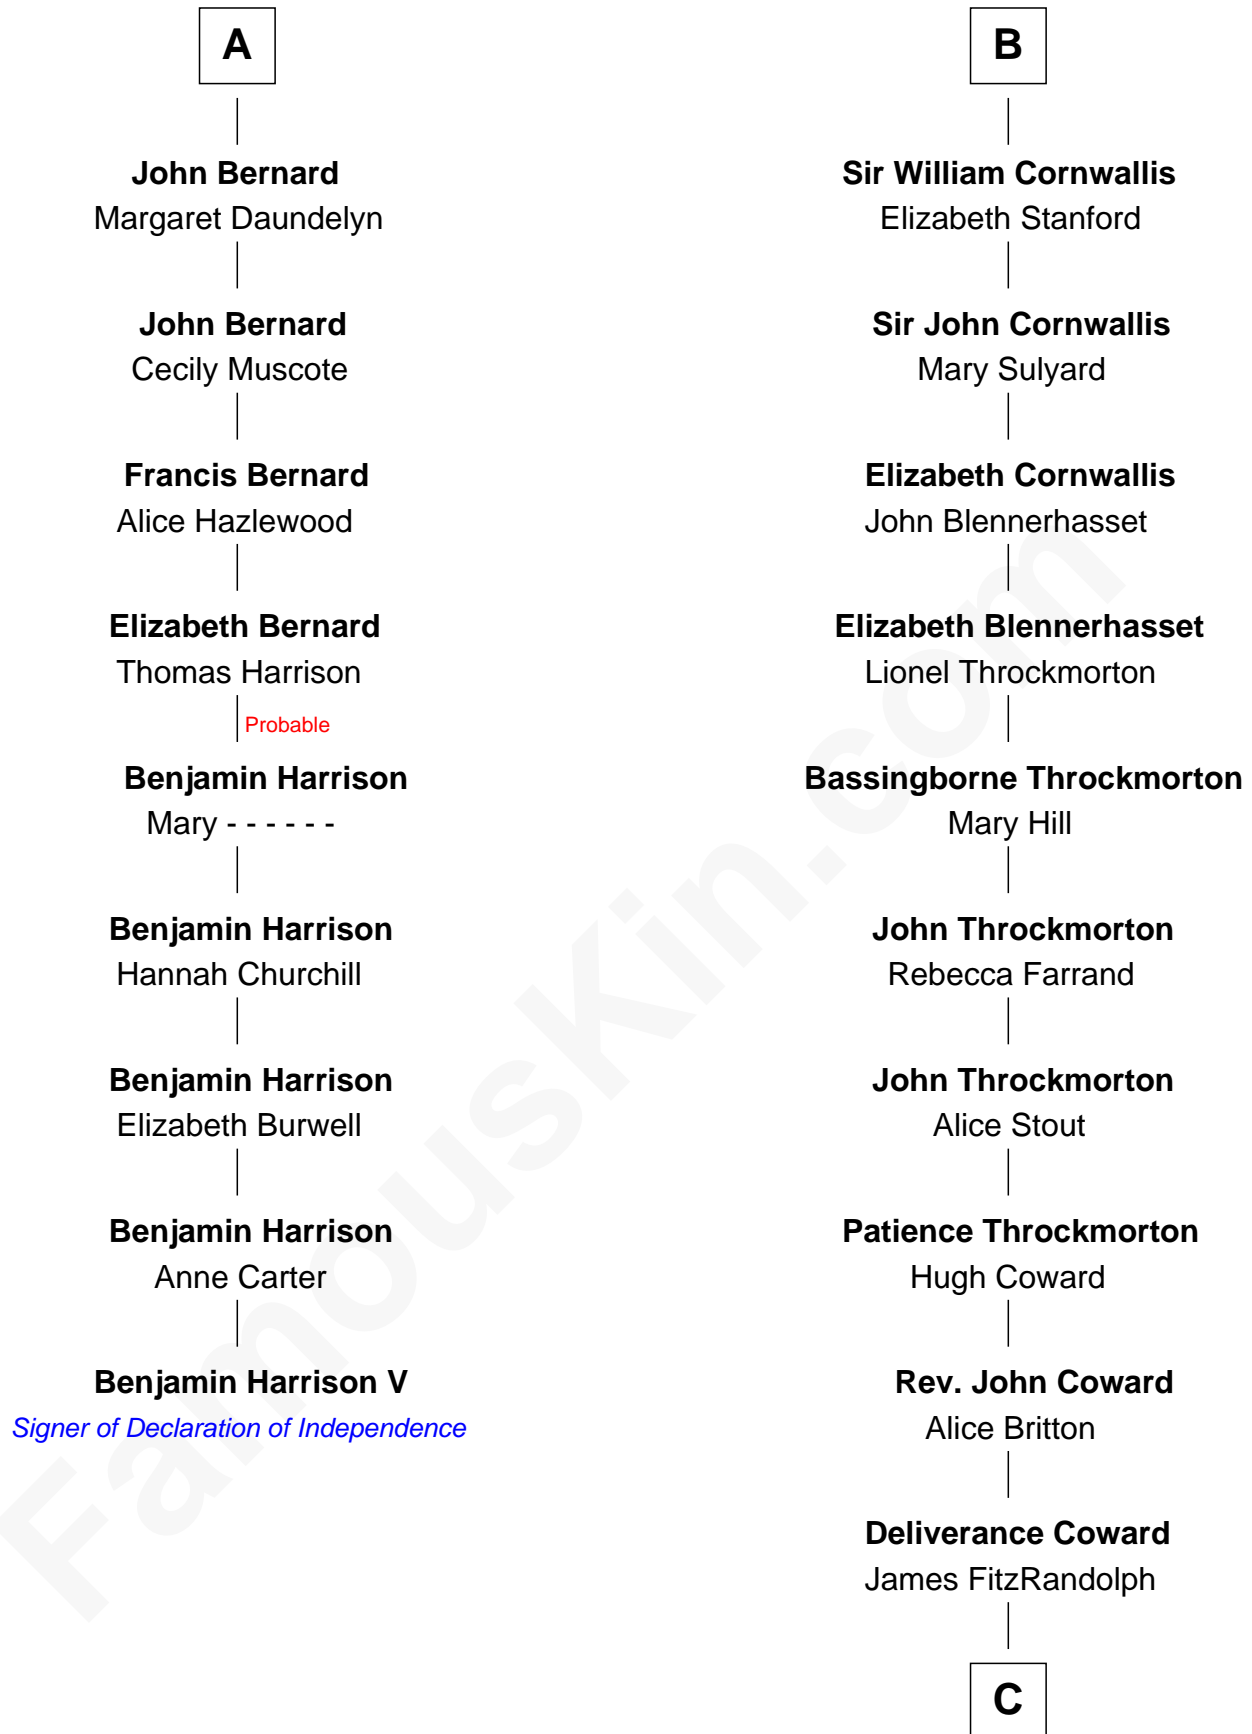 A
John Bernard
Margaret Daundelyn
John Bernard
Cecily Muscote
Francis Bernard
Alice Hazlewood
Elizabeth Bernard
Thomas Harrison
Probable
Benjamin Harrison
Mary - - - - - -
Benjamin Harrison
Hannah Churchill
Benjamin Harrison
Elizabeth Burwell
Benjamin Harrison
Anne Carter
Benjamin Harrison V
Signer of Declaration of Independence
B
Sir William Cornwallis
Elizabeth Stanford
Sir John Cornwallis
Mary Sulyard
Elizabeth Cornwallis
John Blennerhasset
Elizabeth Blennerhasset
Lionel Throckmorton
Bassingborne Throckmorton
Mary Hill
John Throckmorton
Rebecca Farrand
John Throckmorton
Alice Stout
Patience Throckmorton
Hugh Coward
Rev. John Coward
Alice Britton
Deliverance Coward
James FitzRandolph
C
FamousKin.com